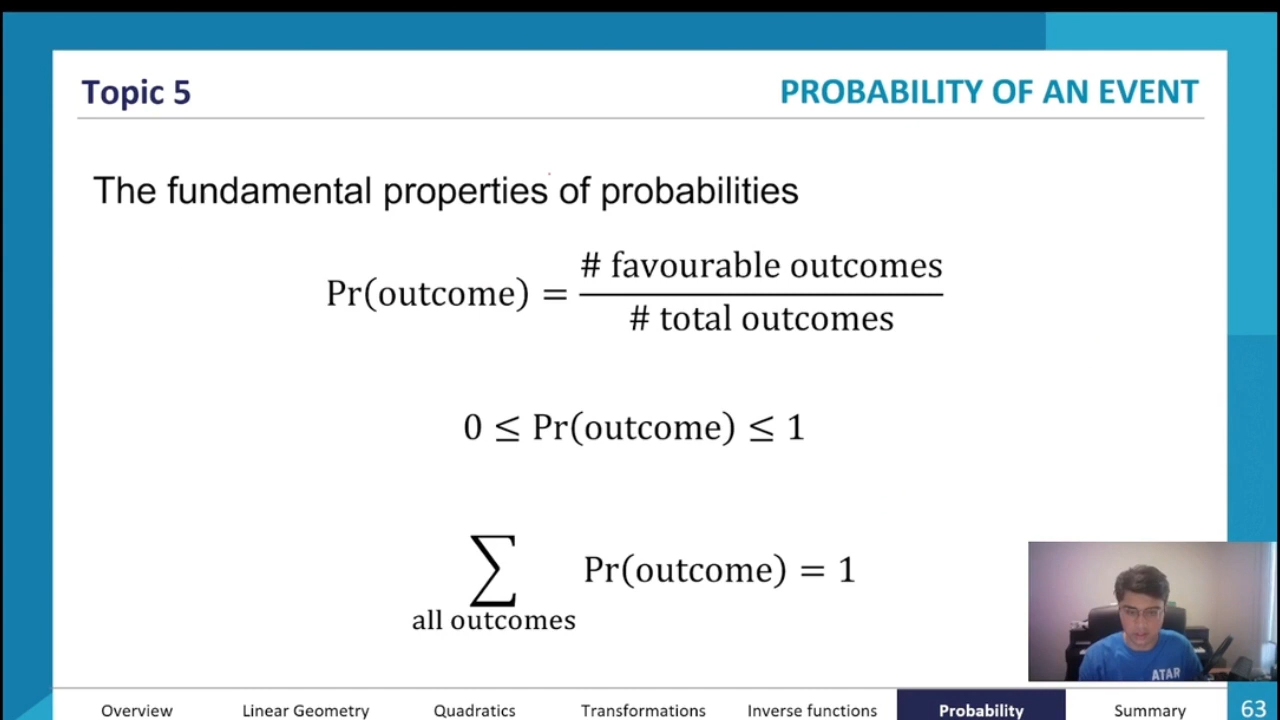 Topic 5
PROBABILITY OF AN EVENT
The fundamental properties of probabilities
Pr(outcome) = # favourable outcomes / # total outcomes
0 ≤ Pr(outcome) ≤ 1
∑ Pr(outcome) = 1
all outcomes
ATAR
Overview Linear Geometry Quadratics Transformations Inverse functions Probability Summary 63